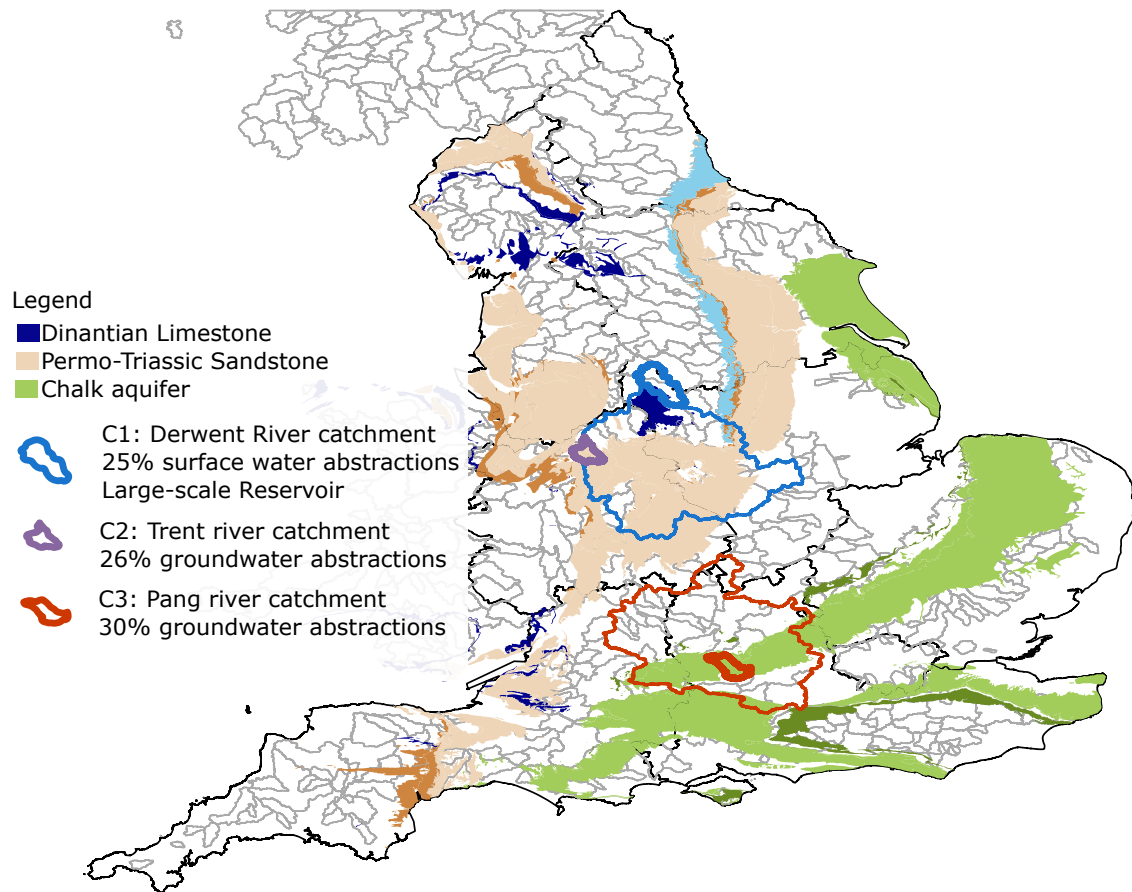 Legend
Dinantian Limestone
Permo-Triassic Sandstone
Chalk aquifer
C1: Derwent River catchment
25% surface water abstractions
Large-scale Reservoir
C2: Trent river catchment
26% groundwater abstractions
C3: Pang river catchment
30% groundwater abstractions